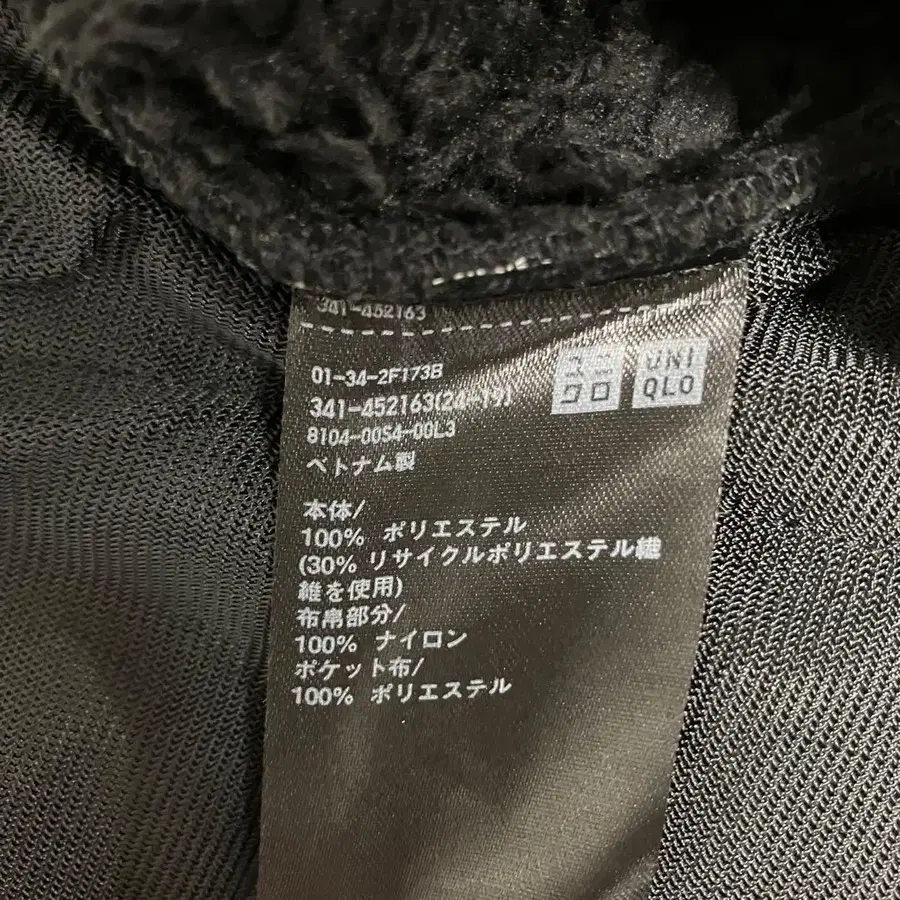 341-452163
01-34-2F173B
341-452163(24-19)
8104-00S4-00L3
ベトナム製
ユニ
クロ
UNI
QLO
本体/
100% ポリエステル
(30% リサイクルポリエステル繊
維を使用)
布帛部分/
100% ナイロン
ポケット布/
100% ポリエステル